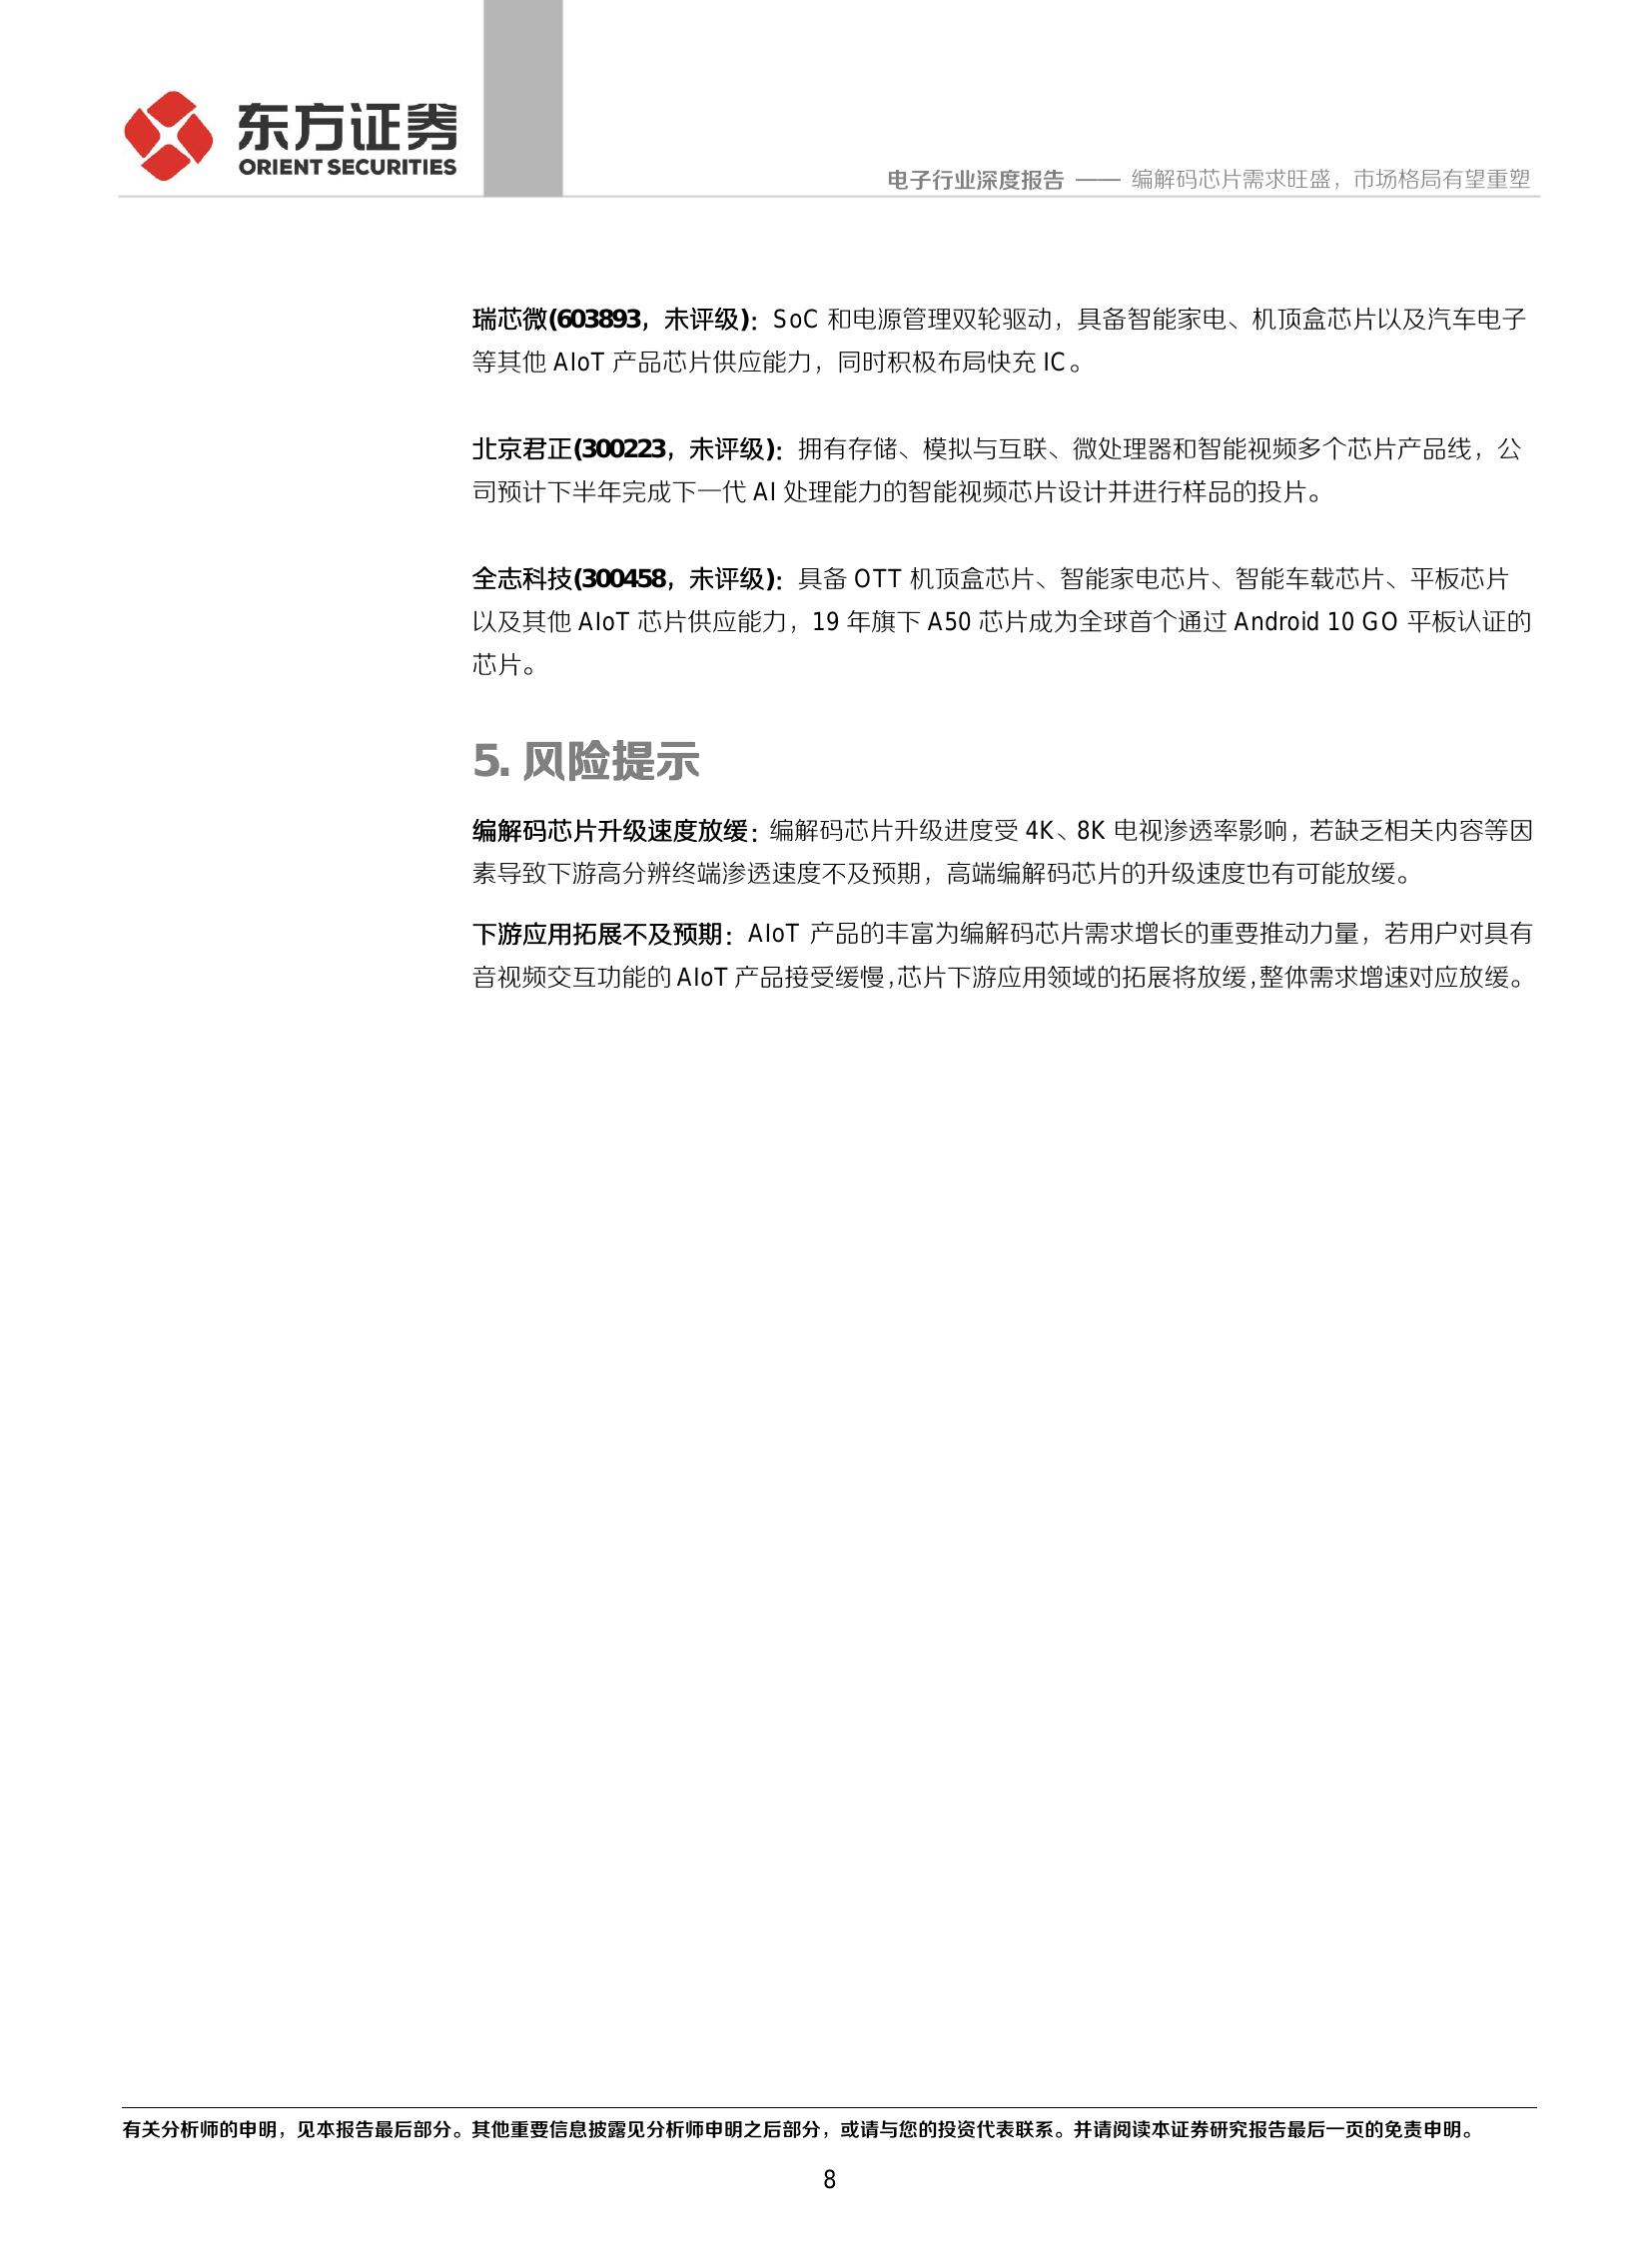 东方证券
ORIENT SECURITIES
电子行业深度报告 —— 编解码芯片需求旺盛，市场格局有望重塑
瑞芯微(603893，未评级)：SoC 和电源管理双轮驱动，具备智能家电、机顶盒芯片以及汽车电子
等其他 AIoT 产品芯片供应能力，同时积极布局快充 IC。
北京君正(300223，未评级)：拥有存储、模拟与互联、微处理器和智能视频多个芯片产品线，公
司预计下半年完成下一代 AI 处理能力的智能视频芯片设计并进行样品的投片。
全志科技(300458，未评级)：具备 OTT 机顶盒芯片、智能家电芯片、智能车载芯片、平板芯片
以及其他 AIoT 芯片供应能力，19 年旗下 A50 芯片成为全球首个通过 Android 10 GO 平板认证的
芯片。
5. 风险提示
编解码芯片升级速度放缓：编解码芯片升级进度受 4K、8K 电视渗透率影响，若缺乏相关内容等因
素导致下游高分辨终端渗透速度不及预期，高端编解码芯片的升级速度也有可能放缓。
下游应用拓展不及预期：AIoT 产品的丰富为编解码芯片需求增长的重要推动力量，若用户对具有
音视频交互功能的 AIoT 产品接受缓慢，芯片下游应用领域的拓展将放缓，整体需求增速对应放缓。
有关分析师的申明，见本报告最后部分。其他重要信息披露见分析师申明之后部分，或请与您的投资代表联系。并请阅读本证券研究报告最后一页的免责申明。
8